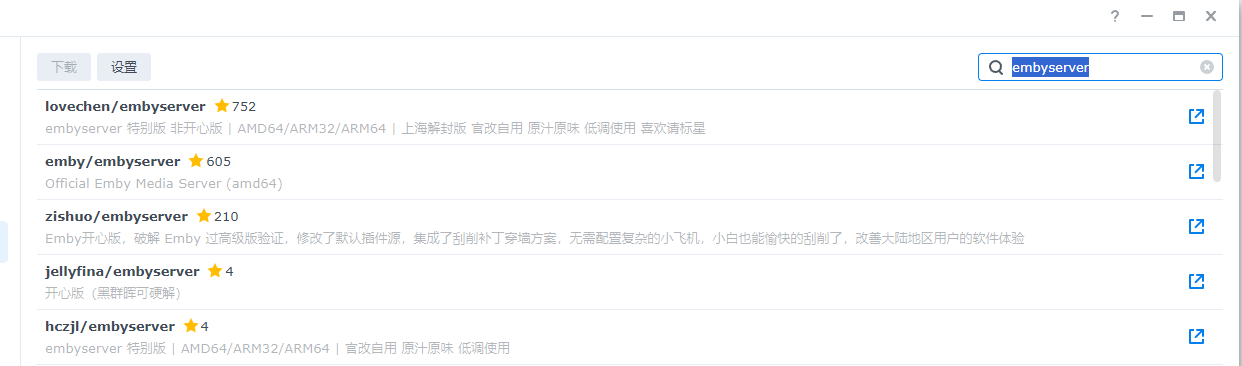 ?
下载 设置 embyserver
lovechen/embyserver 752
embyserver 特别版 非开心版 | AMD64/ARM32/ARM64 | 上海解封版 官改自用 原汁原味 低调使用 喜欢请标星
emby/embyserver 605
Official Emby Media Server (amd64)
zishuo/embyserver 210
Emby开心版，破解 Emby 过高级版验证，修改了默认插件源，集成了刮削补丁穿墙方案，无需配置复杂的小飞机，小白也能愉快的刮削了，改善大陆地区用户的软件体验
jellyfina/embyserver 4
开心版（黑群晖可硬解）
hczjl/embyserver 4
embyserver 特别版 | AMD64/ARM32/ARM64 | 官改自用 原汁原味 低调使用